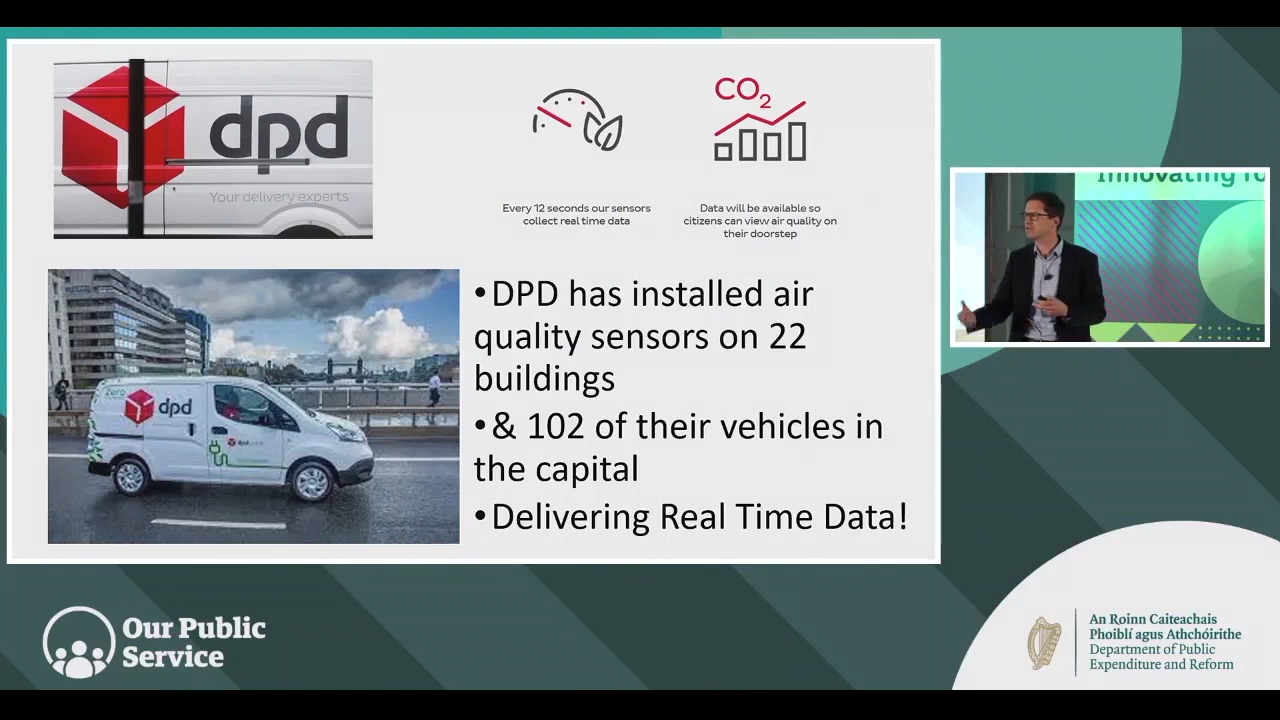 dpd
Your delivery experts
CO2
Every 12 seconds our sensors
collect real time data
Data will be available so
citizens can view air quality on
their doorstep
Zero
dpd
dpd
•DPD has installed air
quality sensors on 22
buildings
•& 102 of their vehicles in
the capital
•Delivering Real Time Data!
Innovating fo
Our Public
Service
An Roinn Caiteachais
Phoiblí agus Athchóirithe
Department of Public
Expenditure and Reform